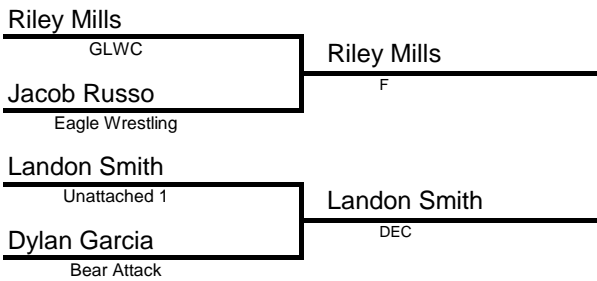 Riley Mills
GLWC
Riley Mills
F
Jacob Russo
Eagle Wrestling
Landon Smith
Unattached 1
Landon Smith
DEC
Dylan Garcia
Bear Attack